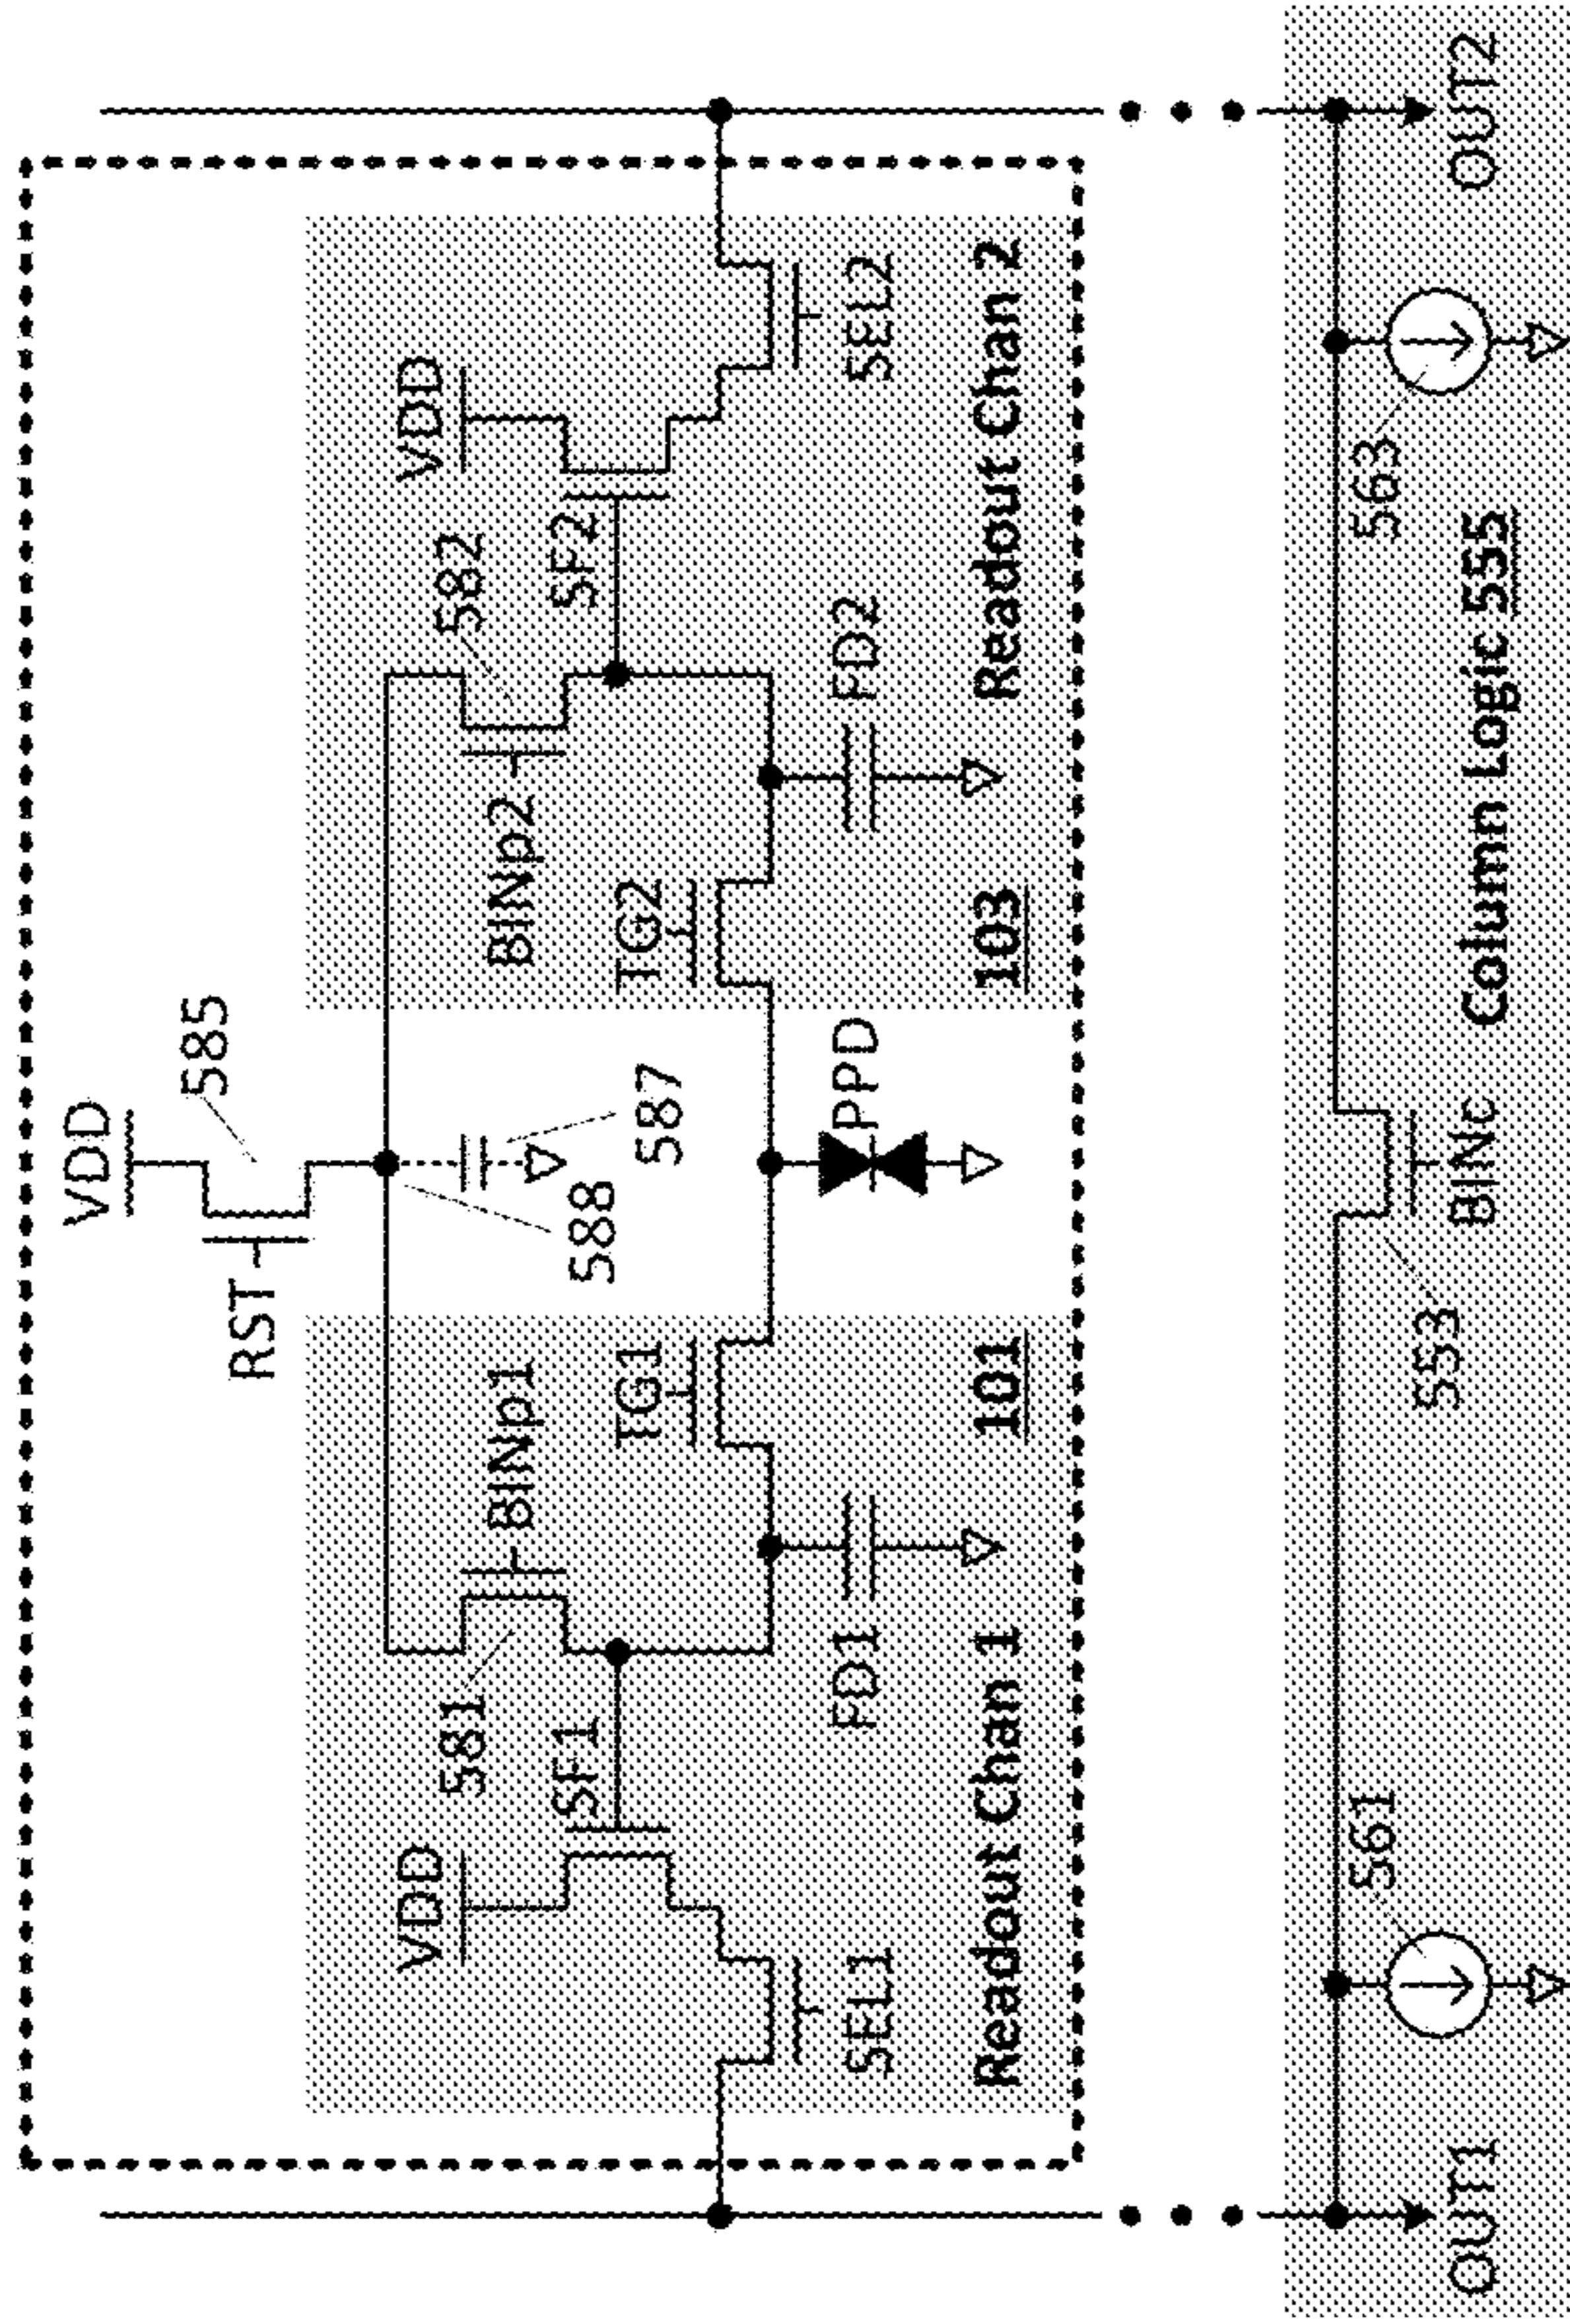 VDD
585
RST
588
587
581
BINp1
BINp2
582
VDD
SF1
SF2
VDD
TG1
TG2
SEL1
FD1
PPD
FD2
SEL2
Readout Chan 1
101
103
Readout Chan 2
561
563
553
OUT1
BINc
Column Logic 555
OUT2